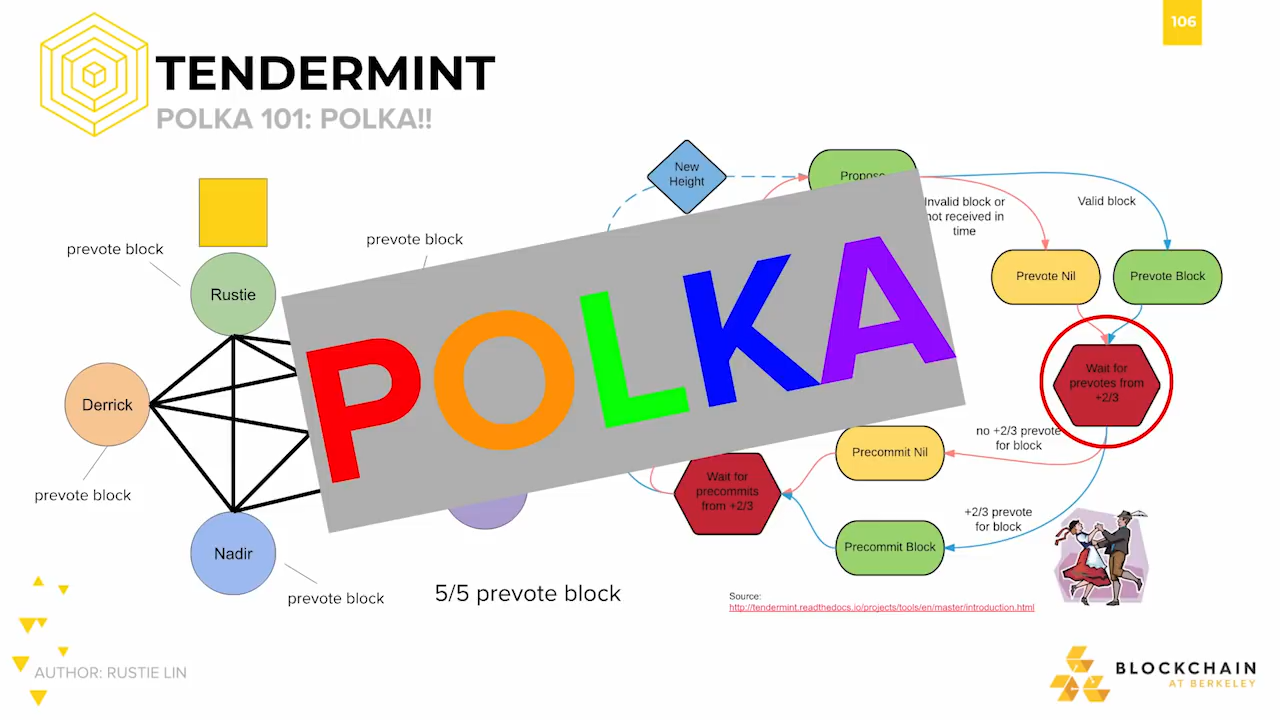 106
TENDERMINT
POLKA 101: POLKA!!
prevote block
Rustie
prevote block
Derrick
prevote block
Nadir
prevote block
5/5 prevote block
POLKA
New
Height
Propose
Invalid block or
not received in
time
Valid block
Prevote Nil
Prevote Block
Wait for
prevotes from
+2/3
no +2/3 prevote
for block
Precommit Nil
Wait for
precommits
from +2/3
+2/3 prevote
for block
Precommit Block
Source:
http://tendermint.readthedocs.io/projects/tools/en/master/introduction.html
AUTHOR: RUSTIE LIN
BLOCKCHAIN
AT BERKELEY